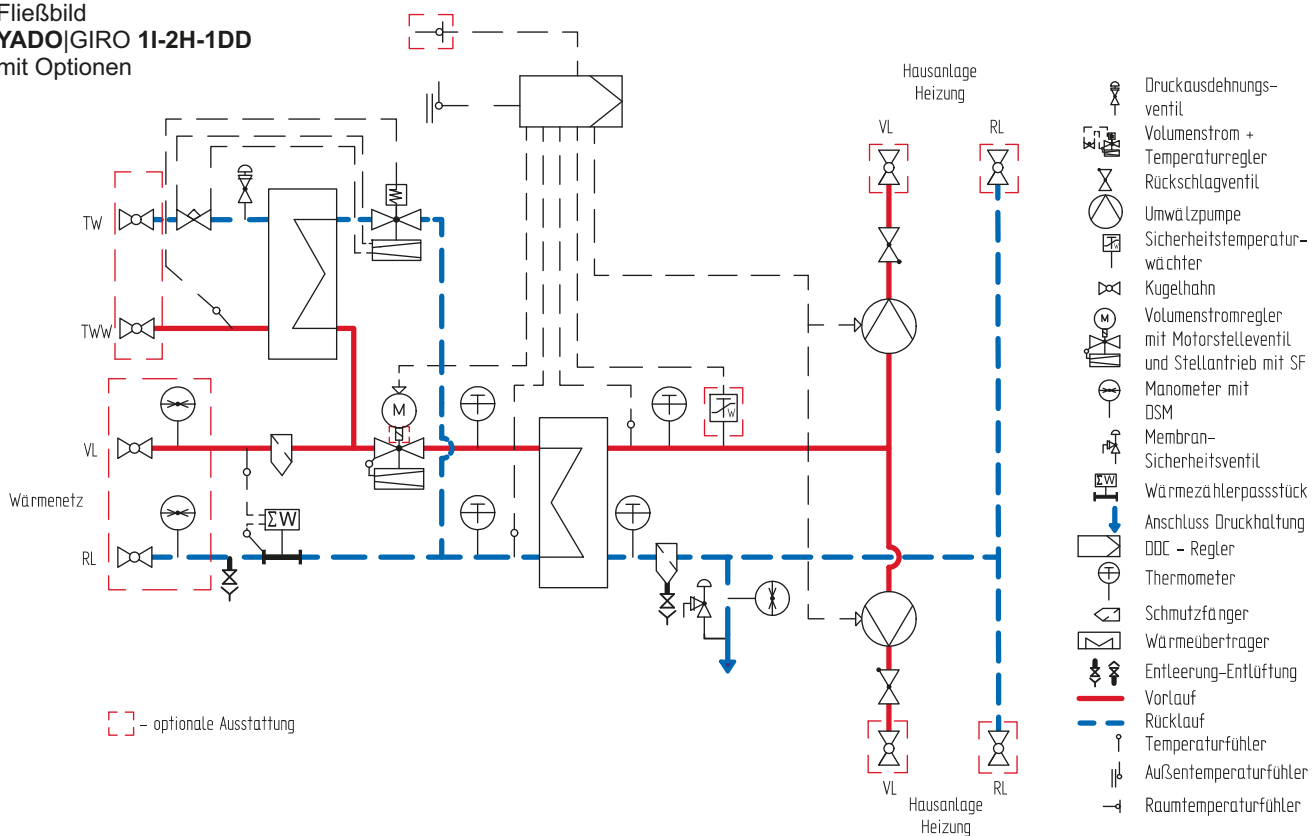 Fließbild
YADO|GIRO 1I-2H-1DD
mit Optionen
Hausanlage
Heizung
VL
RL
TW
TWW
VL
Wärmenetz
RL
M
T
T
W
ΣW
T
T
VL
RL
Hausanlage
Heizung
- optionale Ausstattung
Druckausdehnungs-
ventil
Volumenstrom +
Temperaturregler
Rückschlagventil
Umwälzpumpe
Sicherheitstemperatur-
wächter
Kugelhahn
M
Volumenstromregler
mit Motorstelleventil
und Stellantrieb mit SF
Manometer mit
DSM
Membran-
Sicherheitsventil
ΣW
Wärmezählerpassstück
Anschluss Druckhaltung
DDC - Regler
T
Thermometer
Schmutzfänger
Wärmeübertrager
Entleerung-Entlüftung
Vorlauf
Rücklauf
Temperaturfühler
Außentemperaturfühler
Raumtemperaturfühler